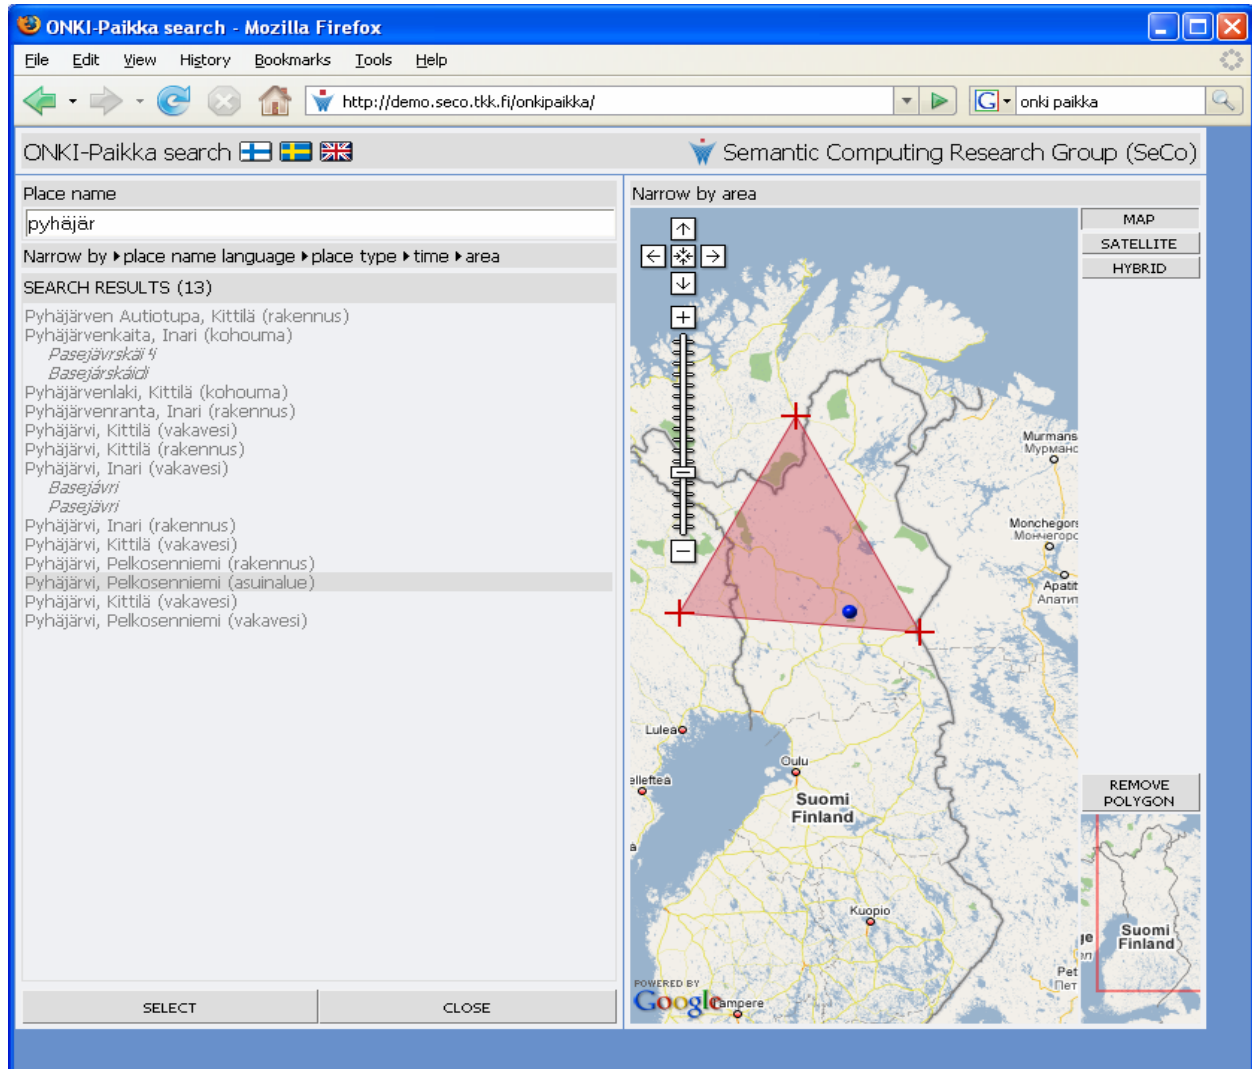 ONKI-Paikka search - Mozilla Firefox
File Edit View History Bookmarks Tools Help
http://demo.seco.tkk.fi/onkipaikka/
G onki paikka
ONKI-Paikka search
Semantic Computing Research Group (SeCo)
Place name
pyhäjär
Narrow by place name language place type time area
SEARCH RESULTS (13)
Pyhäjärven Autiotupa, Kittilä (rakennus)
Pyhäjärvenkaita, Inari (kohouma)
Basejárskáidi
Pyhäjärvenlaki, Kittilä (kohouma)
Pyhäjärvenranta, Inari (rakennus)
Pyhäjärvi, Kittilä (vakavesi)
Pyhäjärvi, Kittilä (rakennus)
Pyhäjärvi, Inari (vakavesi)
Basejávri
Pasejävri
Pyhäjärvi, Inari (rakennus)
Pyhäjärvi, Kittilä (vakavesi)
Pyhäjärvi, Pelkosenniemi (rakennus)
Pyhäjärvi, Pelkosenniemi (asuinalue)
Pyhäjärvi, Kittilä (vakavesi)
Pyhäjärvi, Pelkosenniemi (vakavesi)
SELECT
CLOSE
Narrow by area
MAP
SATELLITE
HYBRID
Murmans
Мурманс
Monchegors
Мончегорс
Apatit
Апатит
Lulea
Oulu
ellefteå
Suomi
Finland
Kuopio
POWERED BY
Google
Tampere
REMOVE
POLYGON
Suomi
Finland
Pet
Пет